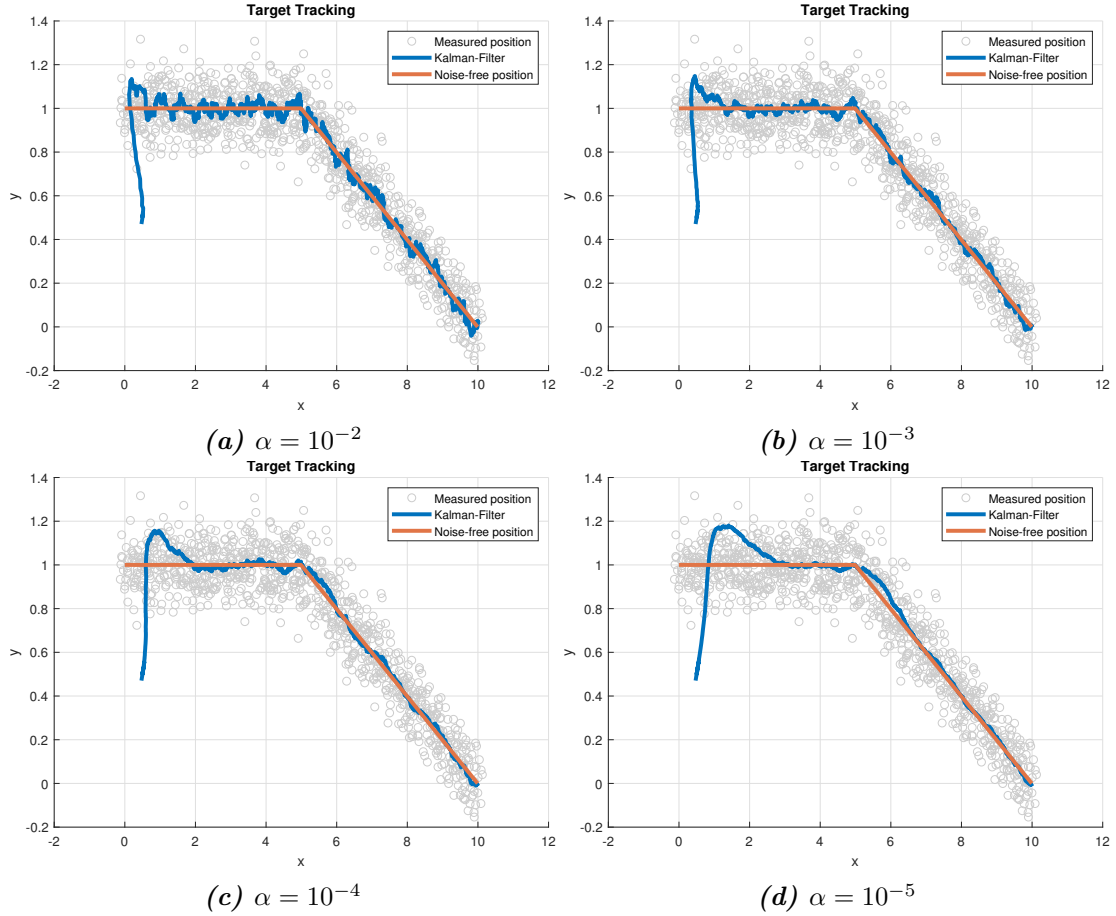 Target Tracking
1.4
1.2
1
0.8
0.6
0.4
0.2
0
-0.2
y
-2
0
2
4
6
8
10
12
x
Measured position
Kalman-Filter
Noise-free position
(a) α = 10⁻²
Target Tracking
1.4
1.2
1
0.8
0.6
0.4
0.2
0
-0.2
y
-2
0
2
4
6
8
10
12
x
Measured position
Kalman-Filter
Noise-free position
(b) α = 10⁻³
Target Tracking
1.4
1.2
1
0.8
0.6
0.4
0.2
0
-0.2
y
-2
0
2
4
6
8
10
12
x
Measured position
Kalman-Filter
Noise-free position
(c) α = 10⁻⁴
Target Tracking
1.4
1.2
1
0.8
0.6
0.4
0.2
0
-0.2
y
-2
0
2
4
6
8
10
12
x
Measured position
Kalman-Filter
Noise-free position
(d) α = 10⁻⁵